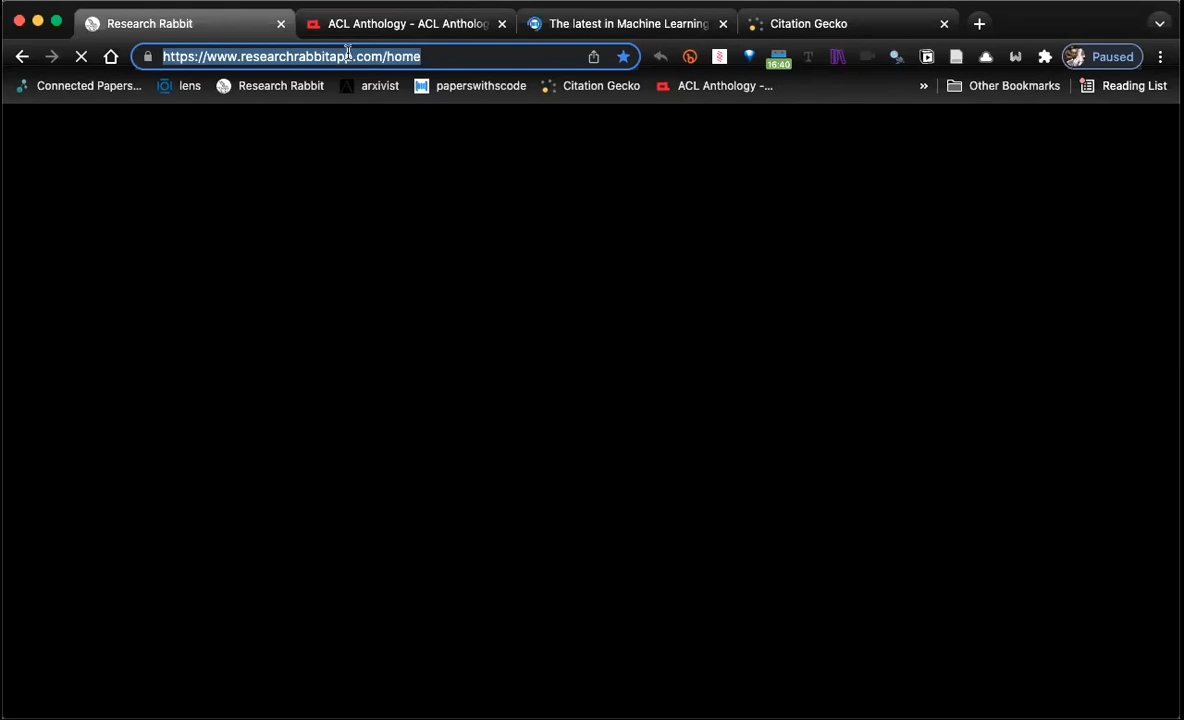 Research Rabbit
ACL Anthology - ACL Antholog
The latest in Machine Learning
Citation Gecko
https://www.researchrabbitapp.com/home
16:40
Paused
Connected Papers...
lens
Research Rabbit
arxivist
paperswithcode
Citation Gecko
ACL Anthology -...
»
Other Bookmarks
Reading List